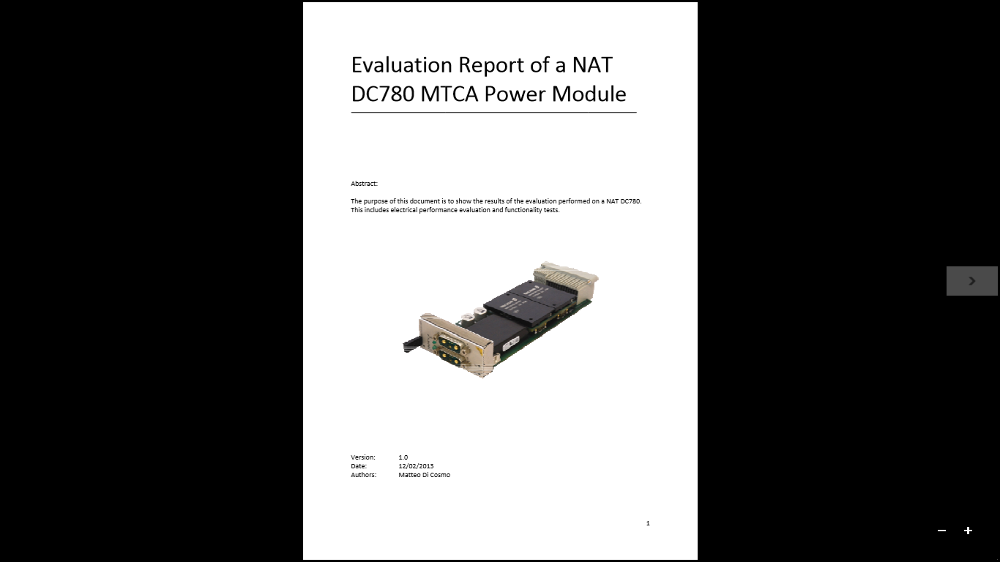 Evaluation Report of a NAT
DC780 MTCA Power Module
Abstract:
The purpose of this document is to show the results of the evaluation performed on a NAT DC780.
This includes electrical performance evaluation and functionality tests.
Version: 1.0
Date: 12/02/2013
Authors: Matteo Di Cosmo
1